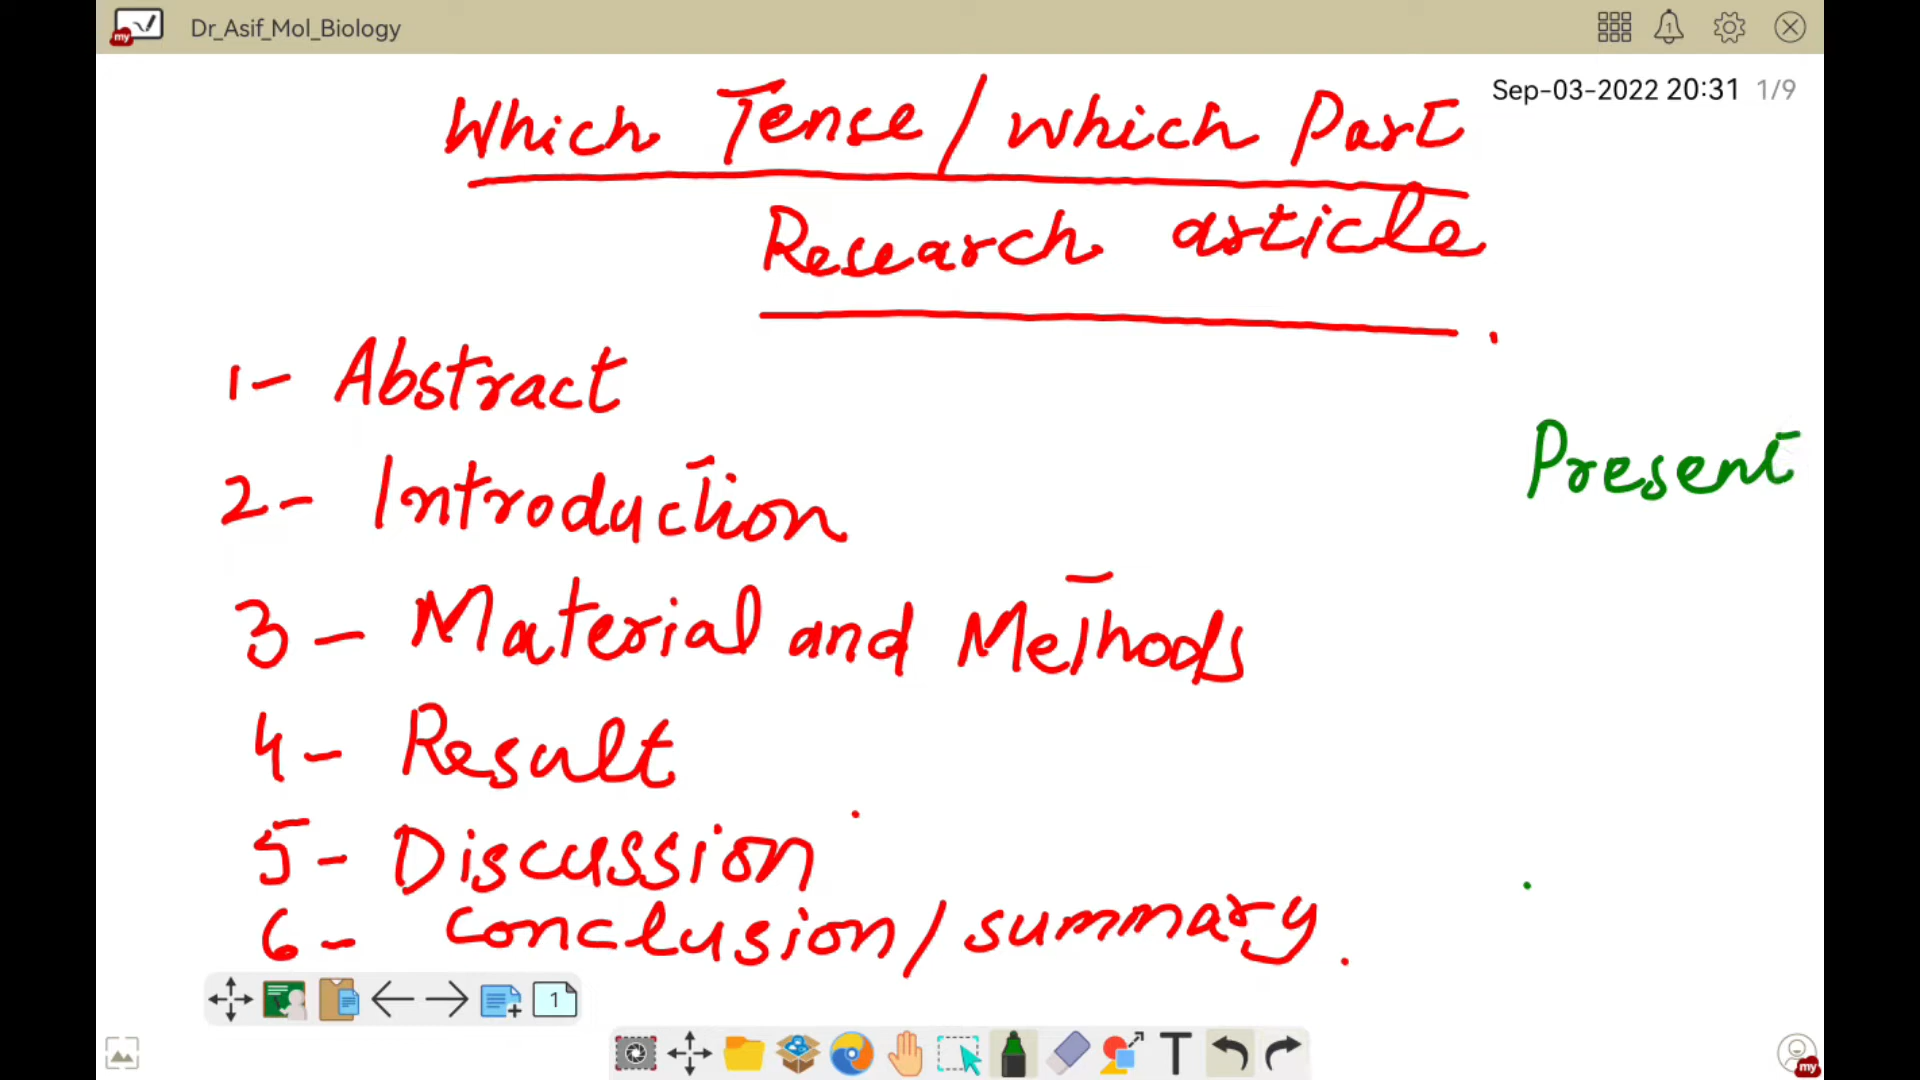 Dr_Asif_Mol_Biology
Sep-03-2022 20:31 1/9
Which Tense/which Part
Research article.
1- Abstract
Present
2- Introduction
3- Material and Methods
4- Result
5- Discussion
6- conclusion/summary.
1